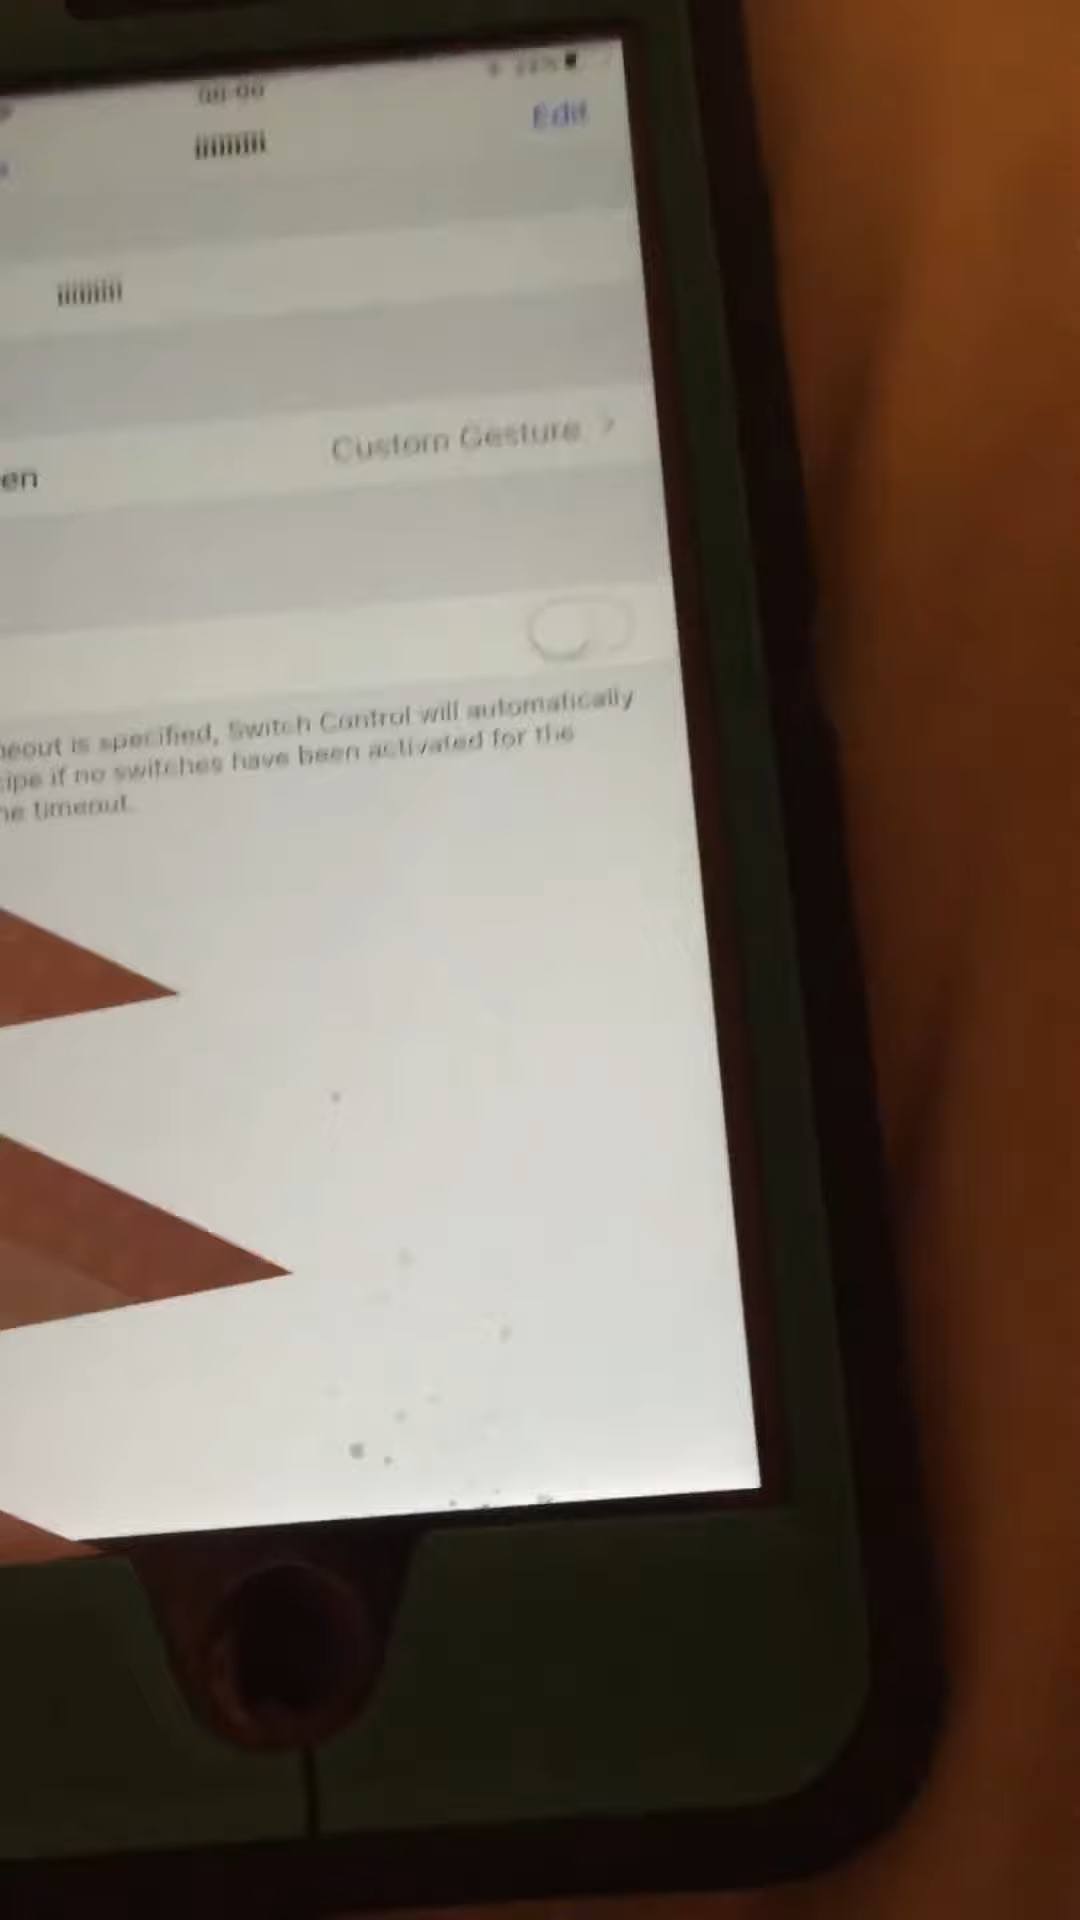 Edit
Custom Gesture
en
eout is specified, Switch Control will automatically
ipe if no switches have been activated for the
he timeout.